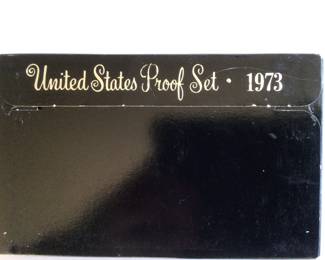 United States Proof Set · 1973